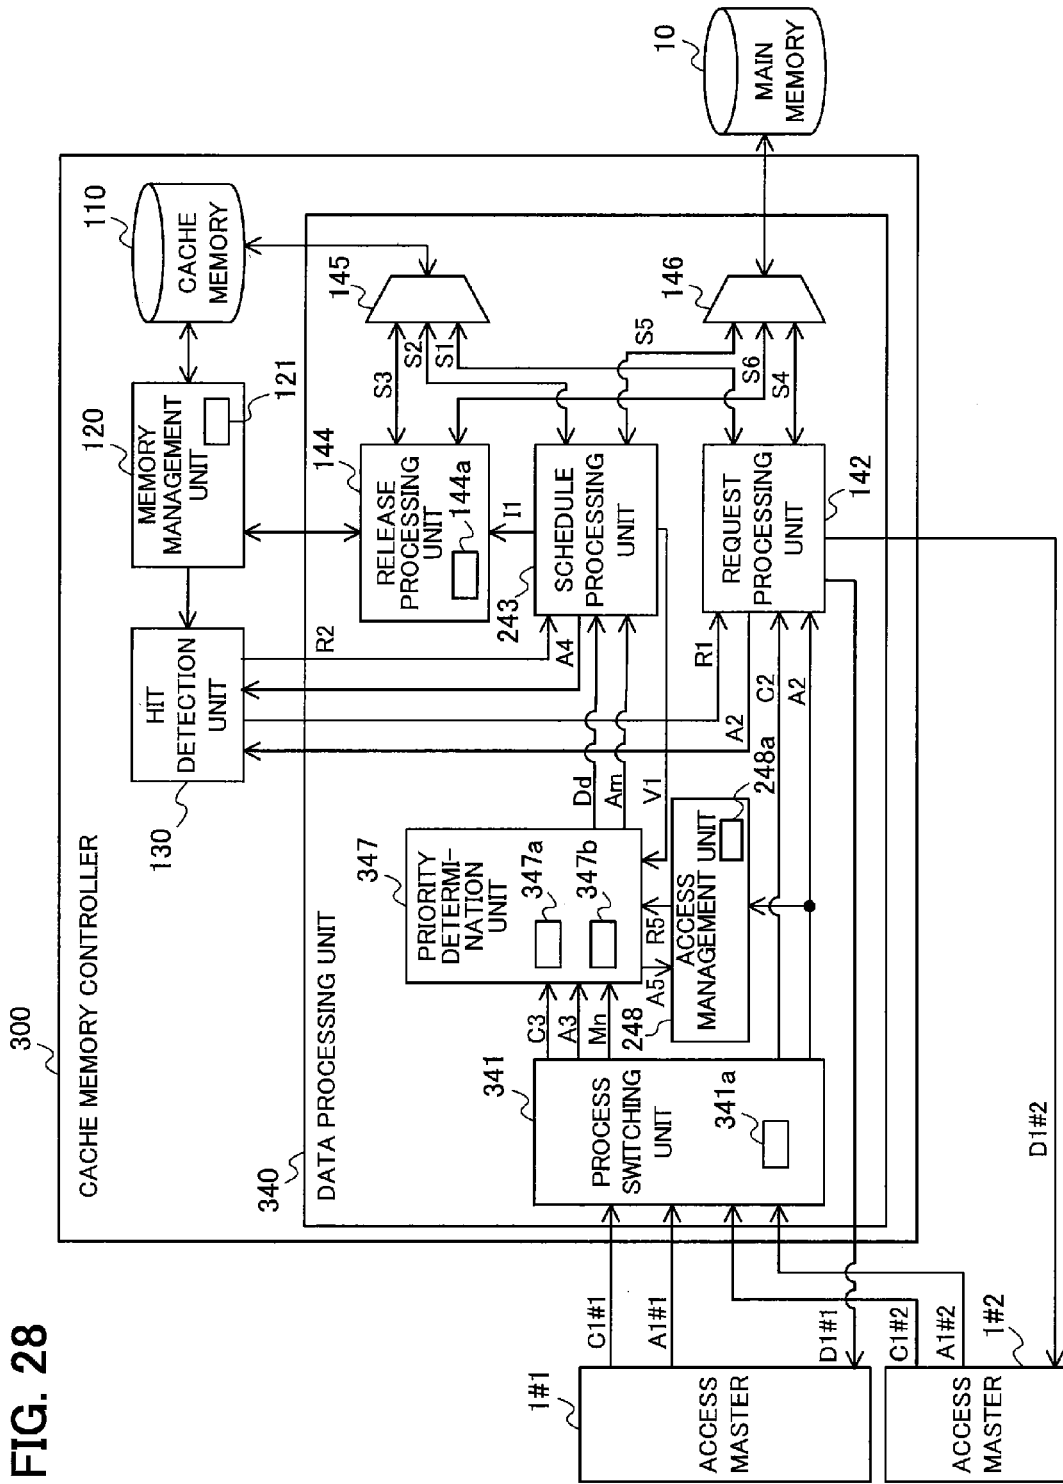 FIG. 28
300
CACHE MEMORY CONTROLLER
130
HIT
DETECTION
UNIT
120
MEMORY
MANAGEMENT
UNIT
121
110
CACHE
MEMORY
10
MAIN
MEMORY
340
DATA PROCESSING UNIT
R2
A4
R1
A2
144
RELEASE
PROCESSING
UNIT
144a
I1
S3
S2
S1
145
S5
S6
S4
146
243
SCHEDULE
PROCESSING
UNIT
REQUEST
PROCESSING
UNIT
142
347
PRIORITY
DETERMI-
NATION
UNIT
347a
347b
Dd
Am
V1
C2
A2
C3
A3
Mn
A5
R5
248
ACCESS
MANAGEMENT UNIT
248a
341
PROCESS
SWITCHING
UNIT
341a
C1#1
A1#1
D1#1
C1#2
A1#2
D1#2
1#1
ACCESS
MASTER
1#2
ACCESS
MASTER